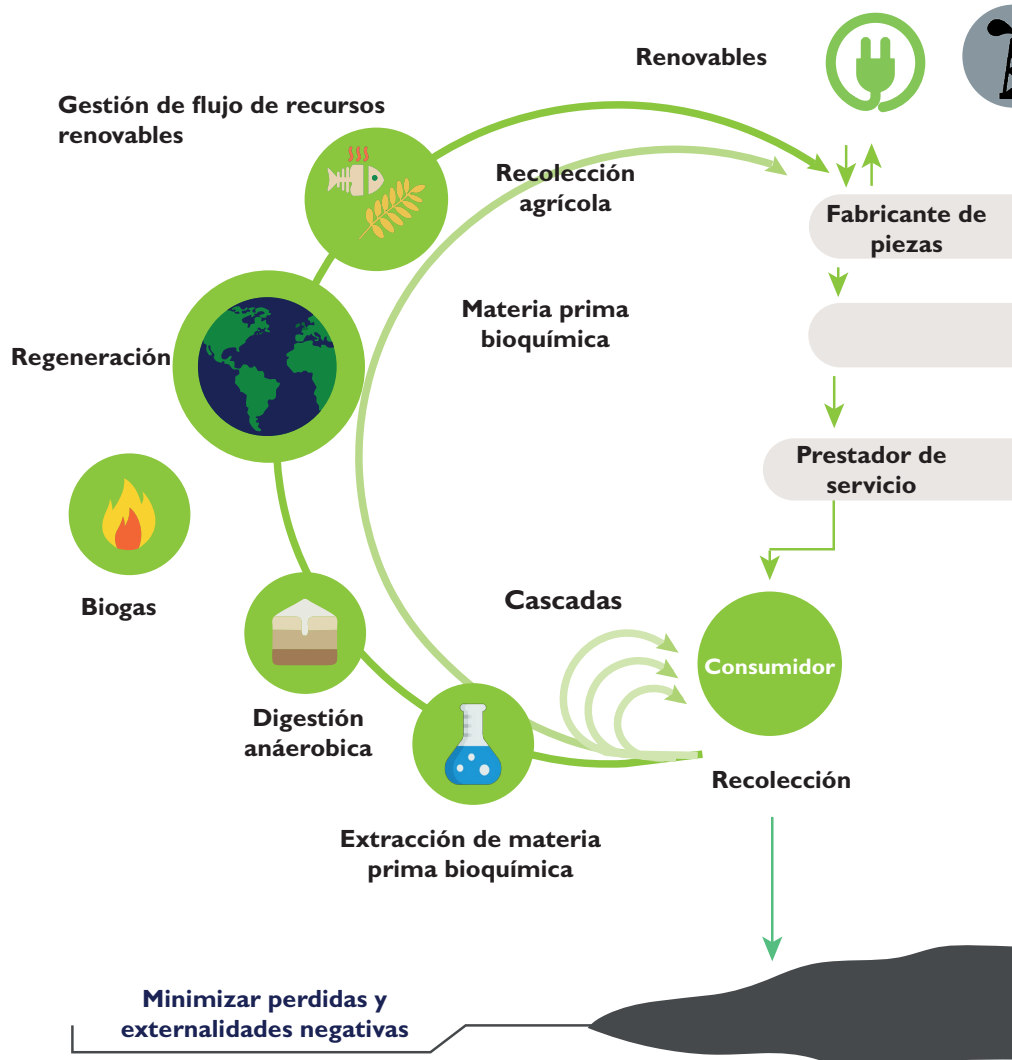 Renovables
Gestión de flujo de recursos
renovables
Recolección
agrícola
Fabricante de
piezas
Materia prima
bioquímica
Regeneración
Prestador de
servicio
Biogas
Cascadas
Consumidor
Digestión
anáerobica
Recolección
Extracción de materia
prima bioquímica
Minimizar perdidas y
externalidades negativas